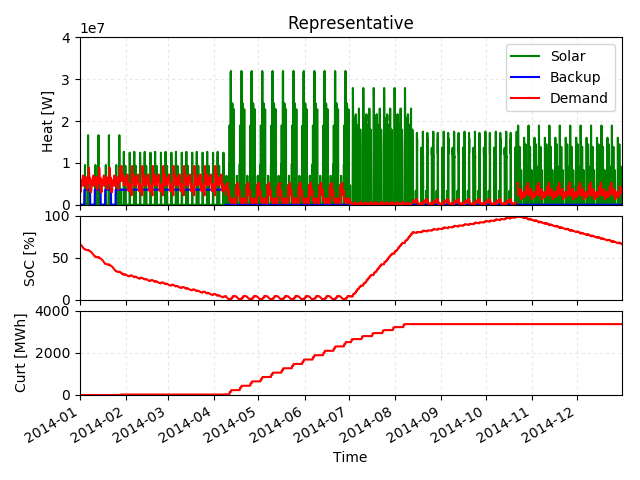 Representative
1e7
Heat [W]
4
3
2
1
0
Solar
Backup
Demand
SoC [%]
100
50
0
Curt [MWh]
4000
2000
0
2014-01
2014-02
2014-03
2014-04
2014-05
2014-06
2014-07
2014-08
2014-09
2014-10
2014-11
2014-12
Time